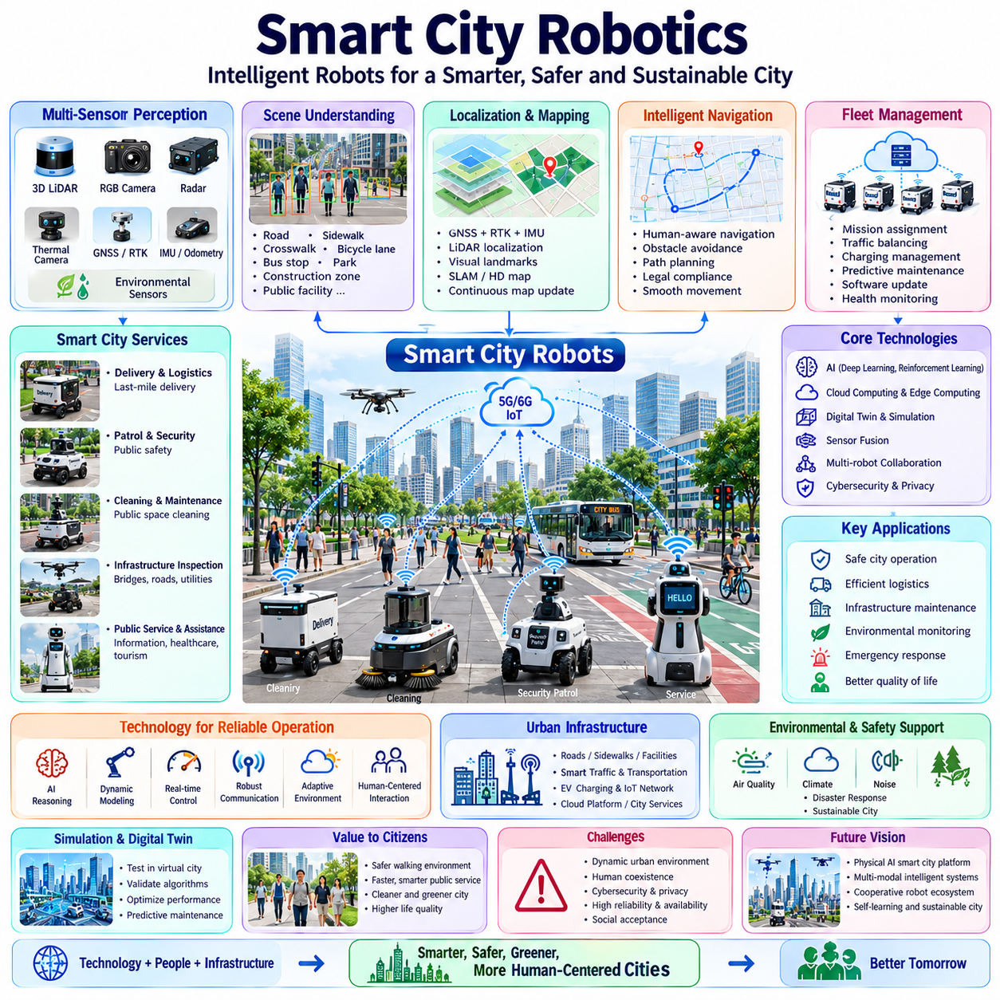 Smart City Robotics
Intelligent Robots for a Smarter, Safer and Sustainable City
Multi-Sensor Perception
3D LiDAR
RGB Camera
Radar
Thermal
Camera
GNSS / RTK
IMU / Odometry
Environmental
Sensors
Scene Understanding
• Road • Sidewalk
• Crosswalk • Bicycle lane
• Bus stop • Park
• Construction zone
• Public facility ...
Localization & Mapping
• GNSS + RTK + IMU
• LiDAR localization
• Visual landmarks
• SLAM / HD map
• Continuous map update
Intelligent Navigation
• Human-aware navigation
• Obstacle avoidance
• Path planning
• Legal compliance
• Smooth movement
Fleet Management
• Mission assignment
• Traffic balancing
• Charging management
• Predictive maintenance
• Software update
• Health monitoring
Smart City Services
Delivery
• Delivery & Logistics
Last-mile delivery
• Patrol & Security
Public safety
• Cleaning & Maintenance
Public space cleaning
• Infrastructure Inspection
Bridges, roads, utilities
• Public Service & Assistance
Information, healthcare,
tourism
Smart City Robots
5G/6G
IoT
CITY BUS
HELLO
Delivery
Cleaniry
Cleaning
Security Patrol
Service
Core Technologies
AI (Deep Learning, Reinforcement Learning)
Cloud Computing & Edge Computing
Digital Twin & Simulation
Sensor Fusion
Multi-robot Collaboration
Cybersecurity & Privacy
Key Applications
Safe city operation
Efficient logistics
Infrastructure maintenance
Environmental monitoring
Emergency response
Better quality of life
Technology for Reliable Operation
AI
Reasoning
Dynamic
Modeling
Real-time
Control
Robust
Communication
Adaptive
Environment
Human-Centered
Interaction
Urban Infrastructure
• Roads / Sidewalks / Facilities
• Smart Traffic & Transportation
• EV Charging & IoT Network
• Cloud Platform / City Services
Environmental & Safety Support
Air Quality
Climate
Noise
• Disaster Response
• Sustainable City
Simulation & Digital Twin
• Test in virtual city
• Validate algorithms
• Optimize performance
• Predictive maintenance
Value to Citizens
• Safer walking environment
• Faster, smarter public service
• Cleaner and greener city
• Higher life quality
Challenges
• Dynamic urban environment
• Human coexistence
• Cybersecurity & privacy
• High reliability & availability
• Social acceptance
Future Vision
• Physical AI smart city platform
• Multi-modal intelligent systems
• Cooperative robot ecosystem
• Self-learning and sustainable city
Technology + People + Infrastructure
Smarter, Safer, Greener,
More Human-Centered Cities
Better Tomorrow